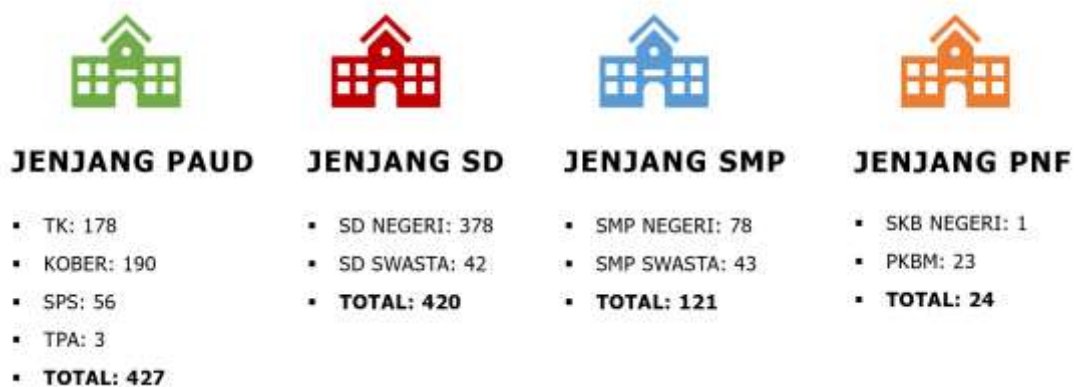 JENJANG PAUD
▪ TK: 178
▪ KOBER: 190
▪ SPS: 56
▪ TPA: 3
▪ TOTAL: 427
JENJANG SD
▪ SD NEGERI: 378
▪ SD SWASTA: 42
▪ TOTAL: 420
JENJANG SMP
▪ SMP NEGERI: 78
▪ SMP SWASTA: 43
▪ TOTAL: 121
JENJANG PNF
▪ SKB NEGERI: 1
▪ PKBM: 23
▪ TOTAL: 24